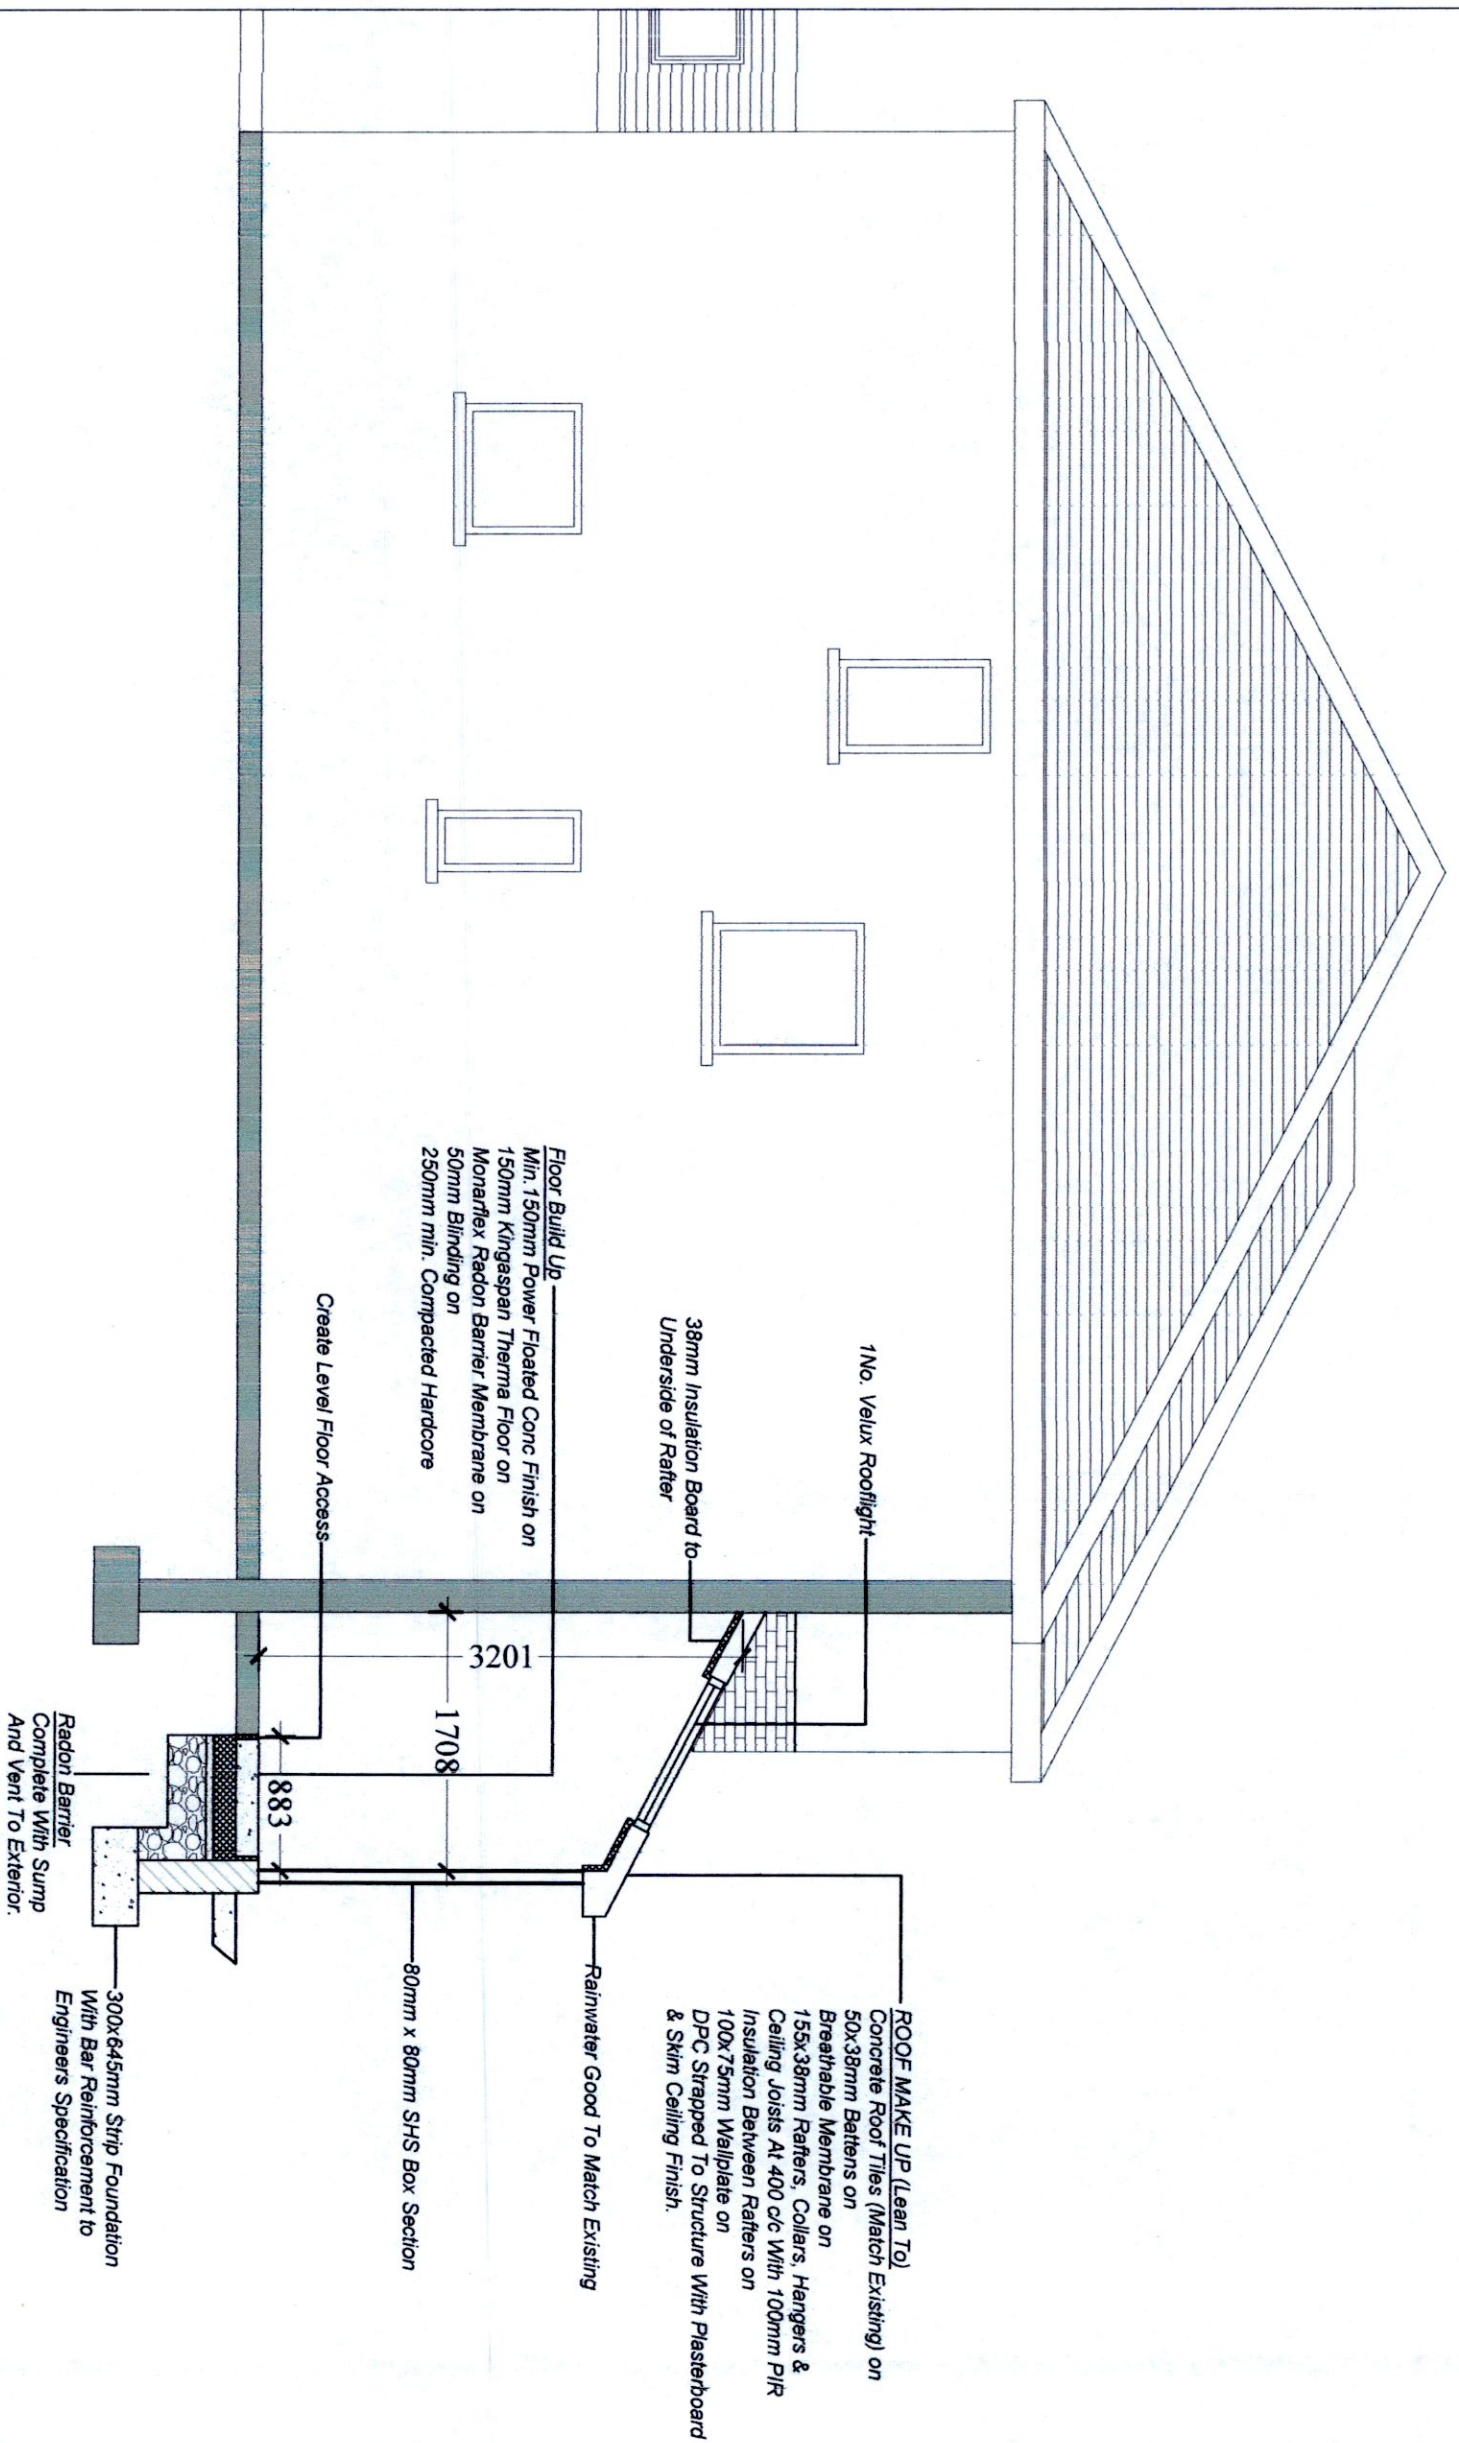 1No. Velux Rooflight
38mm Insulation Board to
Underside of Rafter
Floor Build Up
Min.150mm Power Floated Conc Finish on
150mm Kingaspan Therma Floor on
Monarflex Radon Barrier Membrane on
50mm Blinding on
250mm min. Compacted Hardcore
Create Level Floor Access
3201
1708
883
ROOF MAKE UP (Lean To)
Concrete Roof Tiles (Match Existing) on
50x38mm Battens on
Breathable Membrane on
155x38mm Rafters, Collars, Hangers &
Ceiling Joists At 400 c/c With 100mm PIR
Insulation Between Rafters on
100x75mm Wallplate on
DPC Strapped To Structure With Plasterboard
& Skim Ceiling Finish.
Rainwater Good To Match Existing
80mm x 80mm SHS Box Section
300x645mm Strip Foundation
With Bar Reinforcement to
Engineers Specification
Radon Barrier
Complete With Sump
And Vent To Exterior.